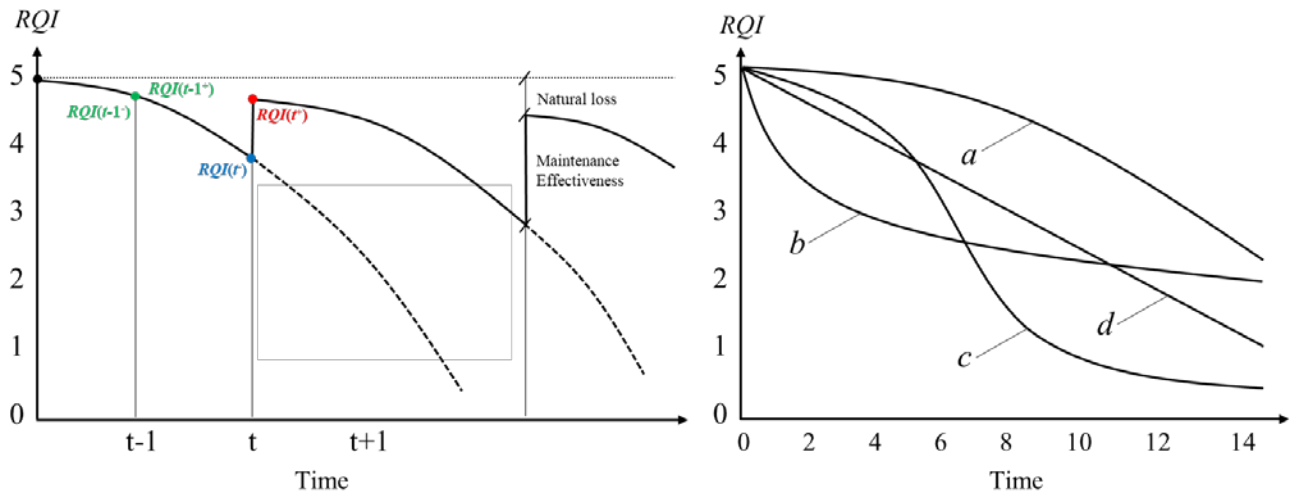 RQI
5
4
3
2
1
0
RQI(t-1⁺)
RQI(t-1⁻)
RQI(t⁺)
RQI(t⁻)
Natural loss
Maintenance
Effectiveness
t-1
t
t+1
Time
RQI
5
4
3
2
1
0
a
b
c
d
0 2 4 6 8 10 12 14
Time